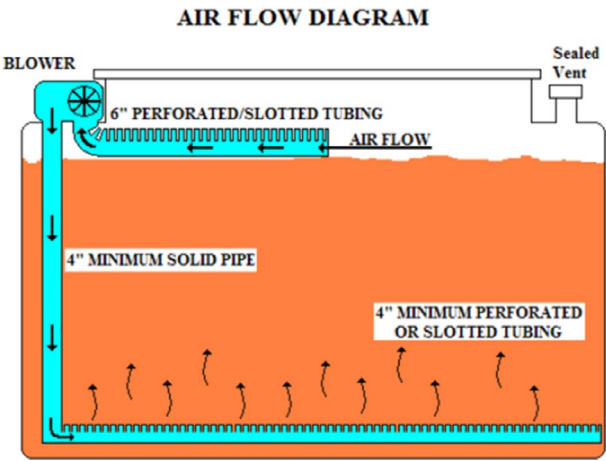 AIR FLOW DIAGRAM
BLOWER
Sealed
Vent
6" PERFORATED/SLOTTED TUBING
AIR FLOW
4" MINIMUM SOLID PIPE
4" MINIMUM PERFORATED
OR SLOTTED TUBING